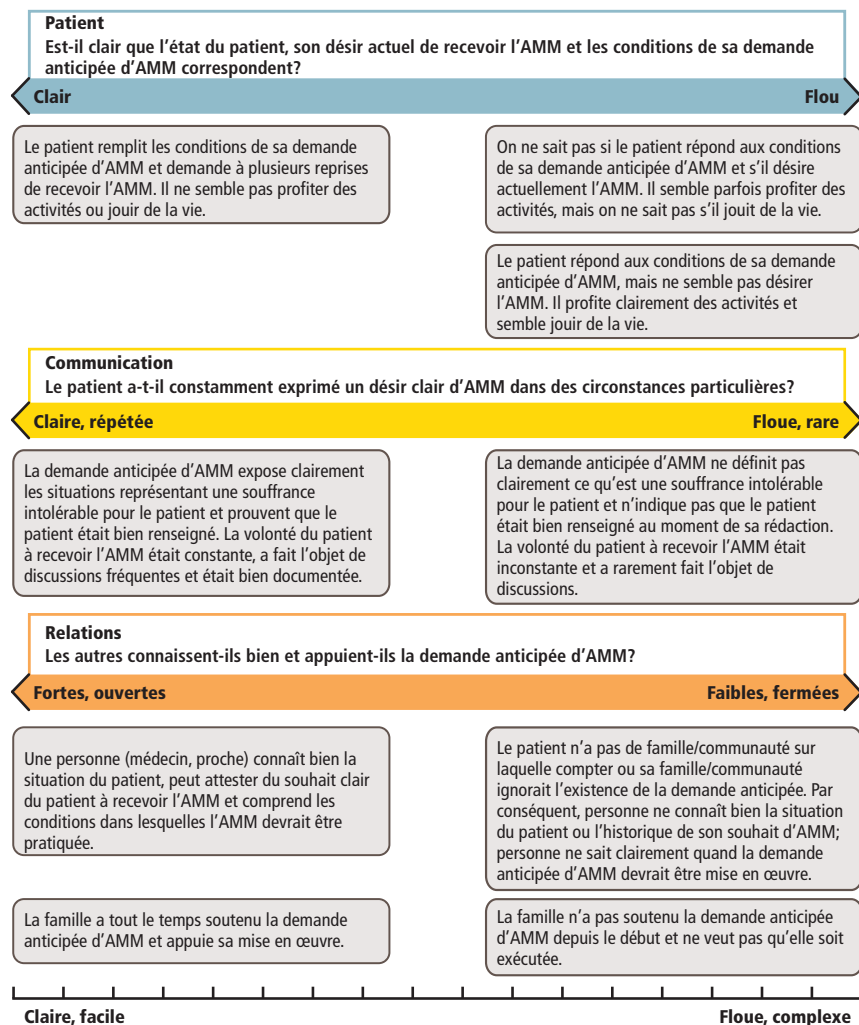 Patient
Est-il clair que l’état du patient, son désir actuel de recevoir l’AMM et les conditions de sa demande
anticipée d’AMM correspondent?
Clair
Flou
Le patient remplit les conditions de sa demande
anticipée d’AMM et demande à plusieurs reprises
de recevoir l’AMM. Il ne semble pas profiter des
activités ou jouir de la vie.
On ne sait pas si le patient répond aux conditions
de sa demande anticipée d’AMM et s’il désire
actuellement l’AMM. Il semble parfois profiter des
activités, mais on ne sait pas s’il jouit de la vie.
Le patient répond aux conditions de sa demande
anticipée d’AMM, mais ne semble pas désirer
l’AMM. Il profite clairement des activités et
semble jouir de la vie.
Communication
Le patient a-t-il constamment exprimé un désir clair d’AMM dans des circonstances particulières?
Claire, répétée
Floue, rare
La demande anticipée d’AMM expose clairement
les situations représentant une souffrance
intolérable pour le patient et prouvent que le
patient était bien renseigné. La volonté du patient
à recevoir l’AMM était constante, a fait l’objet de
discussions fréquentes et était bien documentée.
La demande anticipée d’AMM ne définit pas
clairement ce qu’est une souffrance intolérable
pour le patient et n’indique pas que le patient
était bien renseigné au moment de sa rédaction.
La volonté du patient à recevoir l’AMM était
inconstante et a rarement fait l’objet de
discussions.
Relations
Les autres connaissent-ils bien et appuient-ils la demande anticipée d’AMM?
Fortes, ouvertes
Faibles, fermées
Une personne (médecin, proche) connaît bien la
situation du patient, peut attester du souhait clair
du patient à recevoir l’AMM et comprend les
conditions dans lesquelles l’AMM devrait être
pratiquée.
Le patient n’a pas de famille/communauté sur
laquelle compter ou sa famille/communauté
ignorait l’existence de la demande anticipée. Par
conséquent, personne ne connaît bien la situation
du patient ou l’historique de son souhait d’AMM;
personne ne sait clairement quand la demande
anticipée d’AMM devrait être mise en œuvre.
La famille a tout le temps soutenu la demande
anticipée d’AMM et appuie sa mise en œuvre.
La famille n’a pas soutenu la demande anticipée
d’AMM depuis le début et ne veut pas qu’elle soit
exécutée.
Claire, facile
Floue, complexe